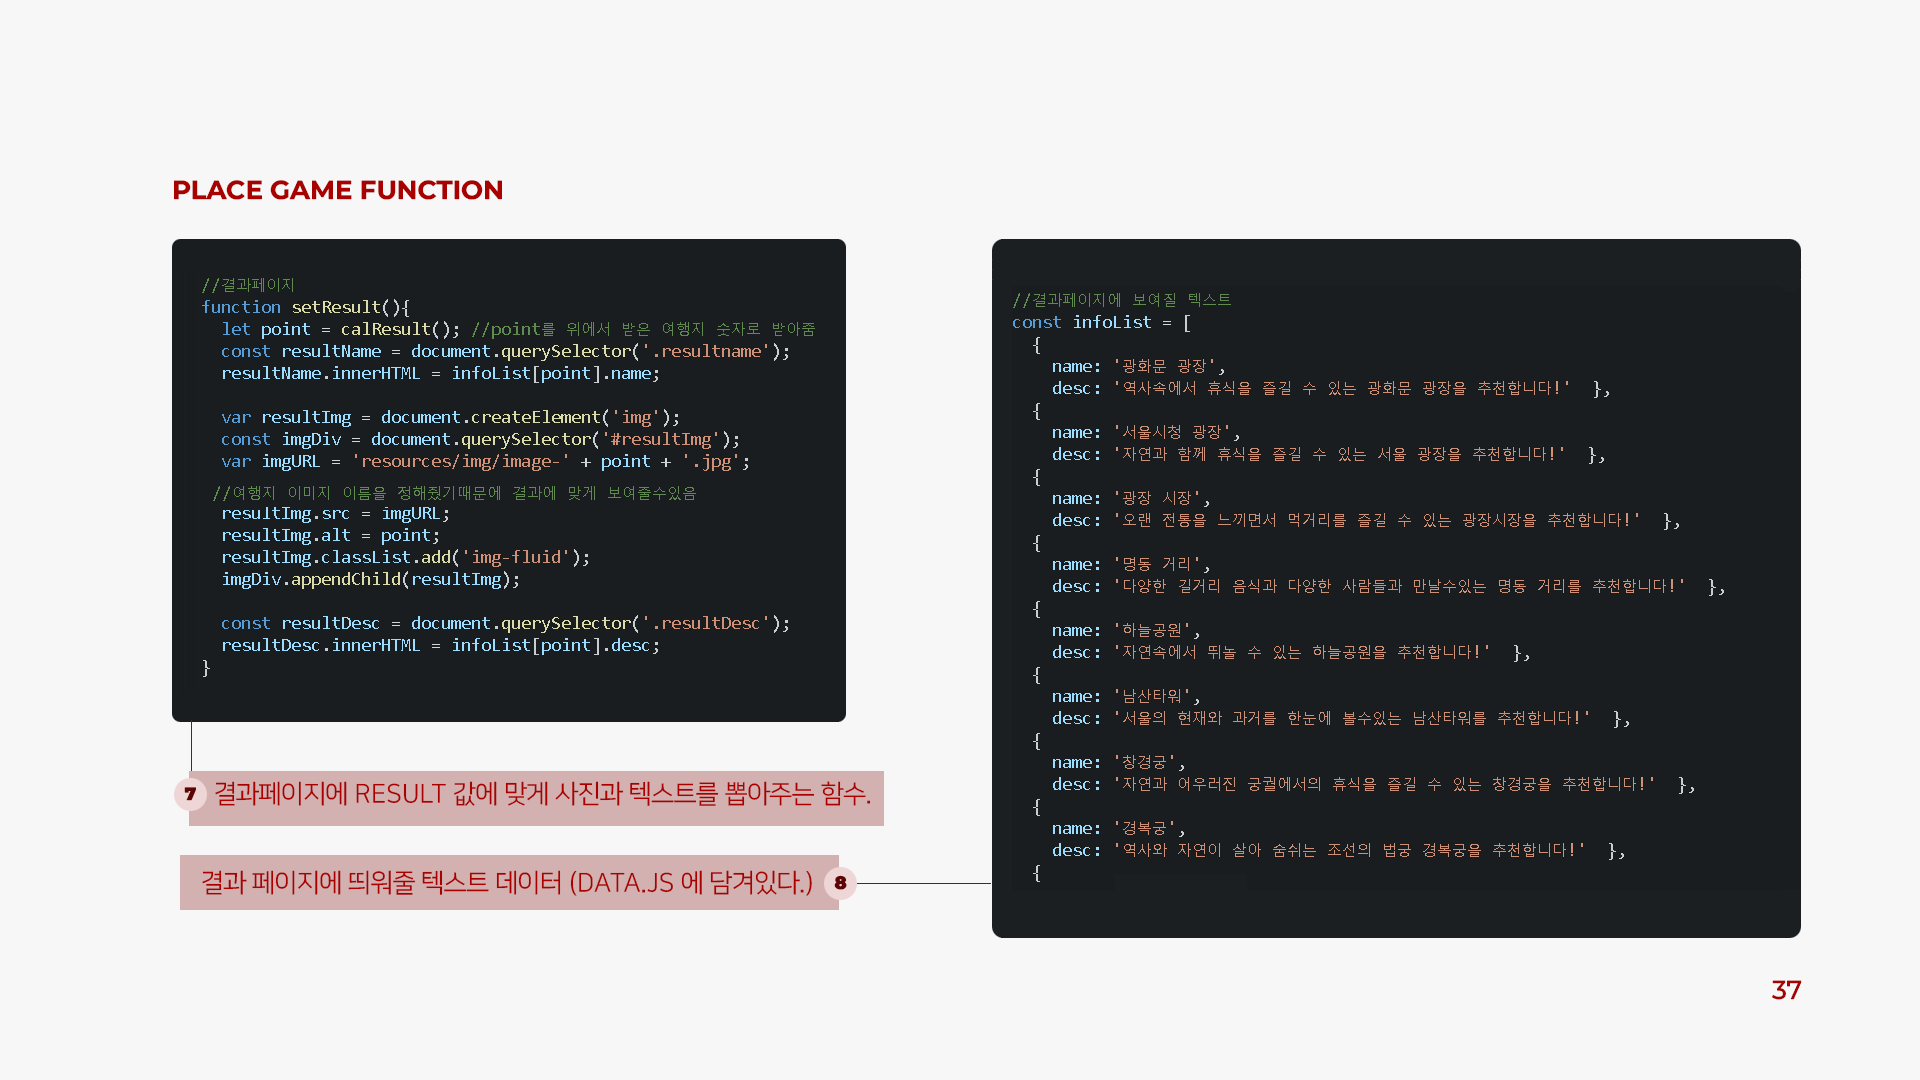 PLACE GAME FUNCTION
//결과페이지
function setResult(){
let point = calResult(); //point를 위에서 받은 여행지 숫자로 받아줌
const resultName = document.querySelector('.resultname');
resultName.innerHTML = infoList[point].name;
var resultImg = document.createElement('img');
const imgDiv = document.querySelector('#resultImg');
var imgURL = 'resources/img/image-' + point + '.jpg';
//여행지 이미지 이름을 정해줬기때문에 결과에 맞게 보여줄수있음
resultImg.src = imgURL;
resultImg.alt = point;
resultImg.classList.add('img-fluid');
imgDiv.appendChild(resultImg);
const resultDesc = document.querySelector('.resultDesc');
resultDesc.innerHTML = infoList[point].desc;
}
7 결과페이지에 RESULT 값에 맞게 사진과 텍스트를 뽑아주는 함수.
결과 페이지에 띄워줄 텍스트 데이터 (DATA.JS 에 담겨있다.) 8
//결과페이지에 보여질 텍스트
const infoList = [
{
name: '광화문 광장',
desc: '역사속에서 휴식을 즐길 수 있는 광화문 광장을 추천합니다!' },
{
name: '서울시청 광장',
desc: '자연과 함께 휴식을 즐길 수 있는 서울 광장을 추천합니다!' },
{
name: '광장 시장',
desc: '오랜 전통을 느끼면서 먹거리를 즐길 수 있는 광장시장을 추천합니다!' },
{
name: '명동 거리',
desc: '다양한 길거리 음식과 다양한 사람들과 만날수있는 명동 거리를 추천합니다!' },
{
name: '하늘공원',
desc: '자연속에서 뛰놀 수 있는 하늘공원을 추천합니다!' },
{
name: '남산타워',
desc: '서울의 현재와 과거를 한눈에 볼수있는 남산타워를 추천합니다!' },
{
name: '창경궁',
desc: '자연과 어우러진 궁궐에서의 휴식을 즐길 수 있는 창경궁을 추천합니다!' },
{
name: '경복궁',
desc: '역사와 자연이 살아 숨쉬는 조선의 법궁 경복궁을 추천합니다!' },
{
37